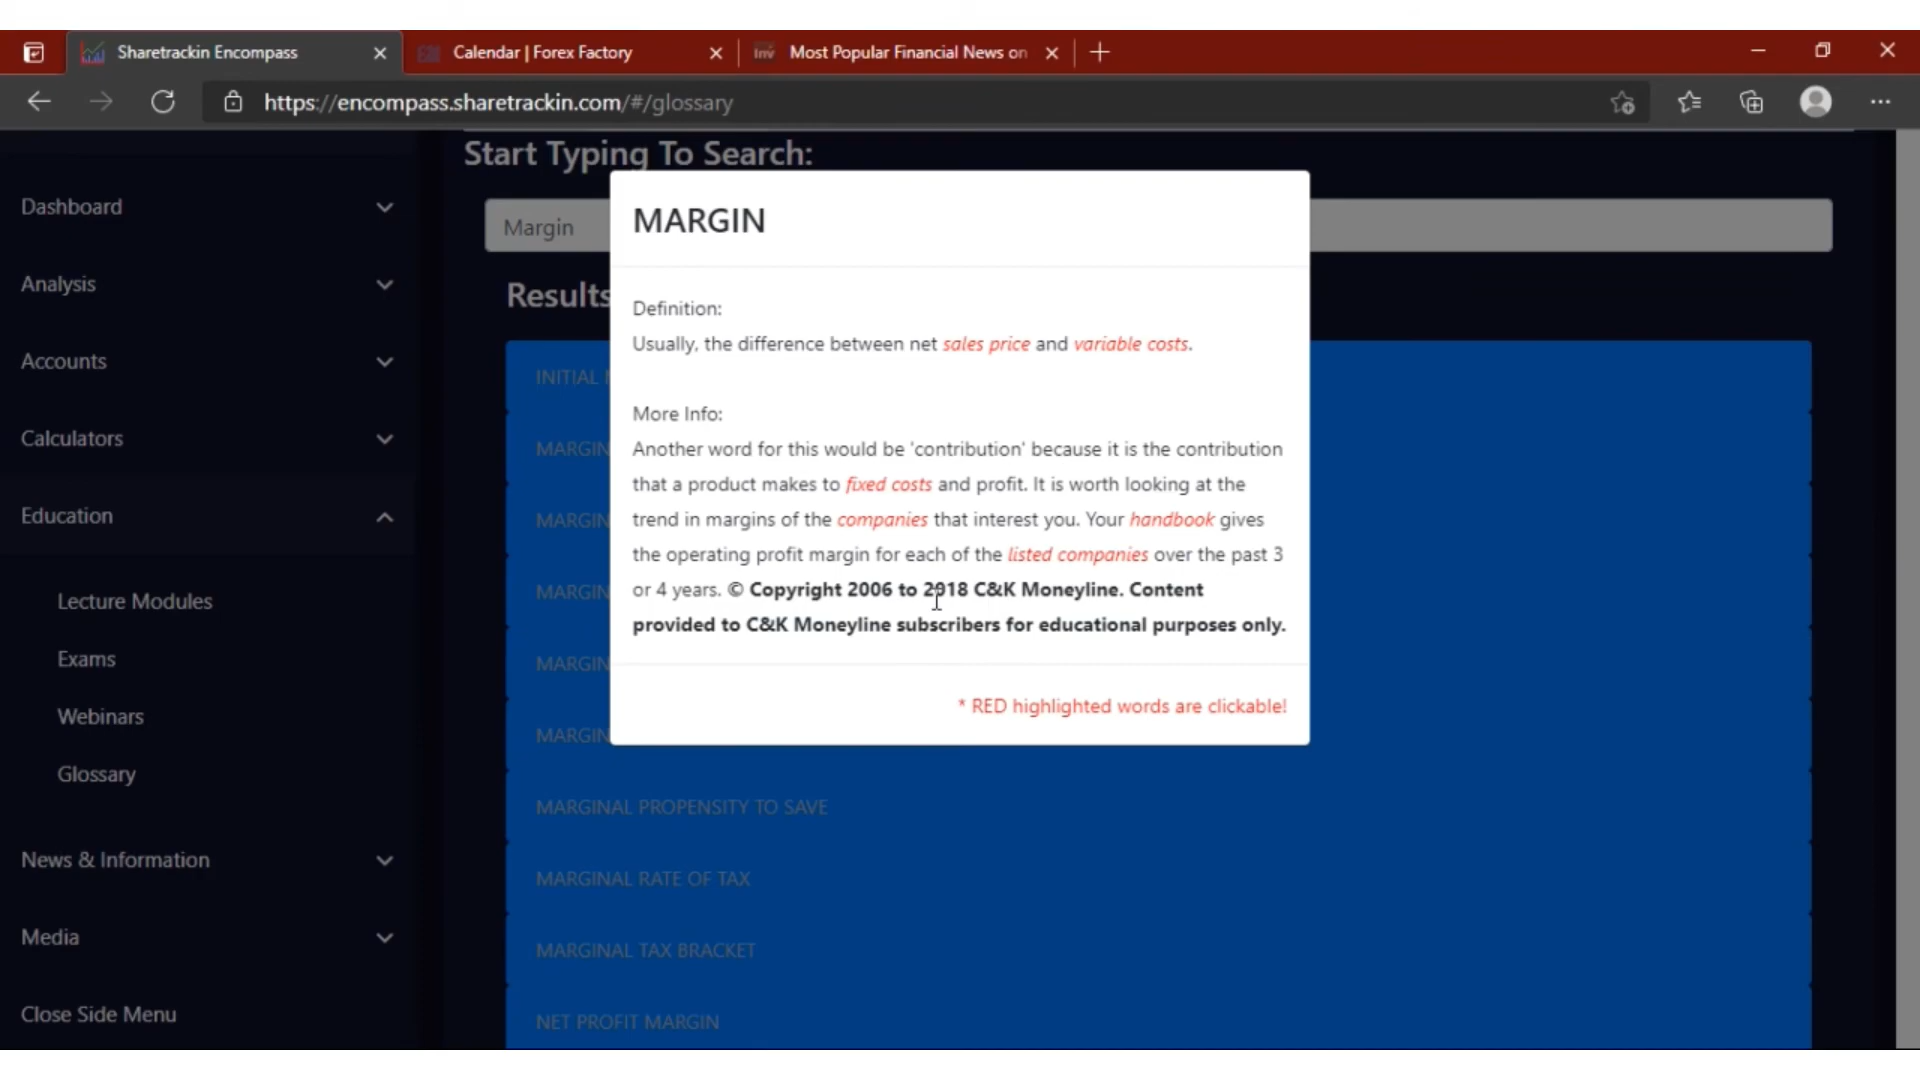 Sharetrackin Encompass
Calendar | Forex Factory
Most Popular Financial News on
https://encompass.sharetrackin.com/#/glossary
Start Typing To Search:
Margin
Results
Dashboard
Analysis
Accounts
Calculators
Education
Lecture Modules
Exams
Webinars
Glossary
News & Information
Media
Close Side Menu
MARGIN
Definition:
Usually, the difference between net sales price and variable costs.
More Info:
Another word for this would be 'contribution' because it is the contribution
that a product makes to fixed costs and profit. It is worth looking at the
trend in margins of the companies that interest you. Your handbook gives
the operating profit margin for each of the listed companies over the past 3
or 4 years. © Copyright 2006 to 2018 C&K Moneyline. Content
provided to C&K Moneyline subscribers for educational purposes only.
* RED highlighted words are clickable!
INITIAL
MARGIN
MARGIN
MARGIN
MARGIN
MARGIN
MARGINAL PROPENSITY TO SAVE
MARGINAL RATE OF TAX
MARGINAL TAX BRACKET
NET PROFIT MARGIN